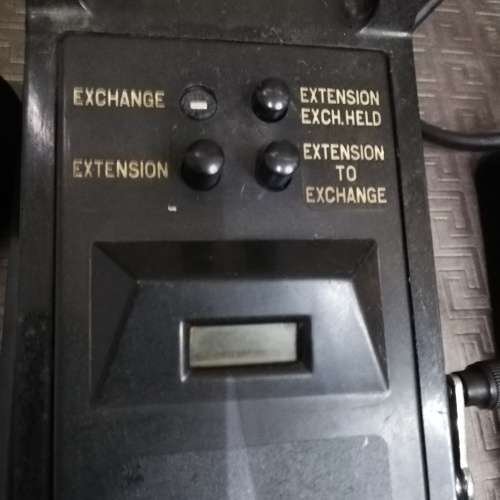 EXCHANGE
EXTENSION
EXCH.HELD
EXTENSION
EXTENSION
TO
EXCHANGE